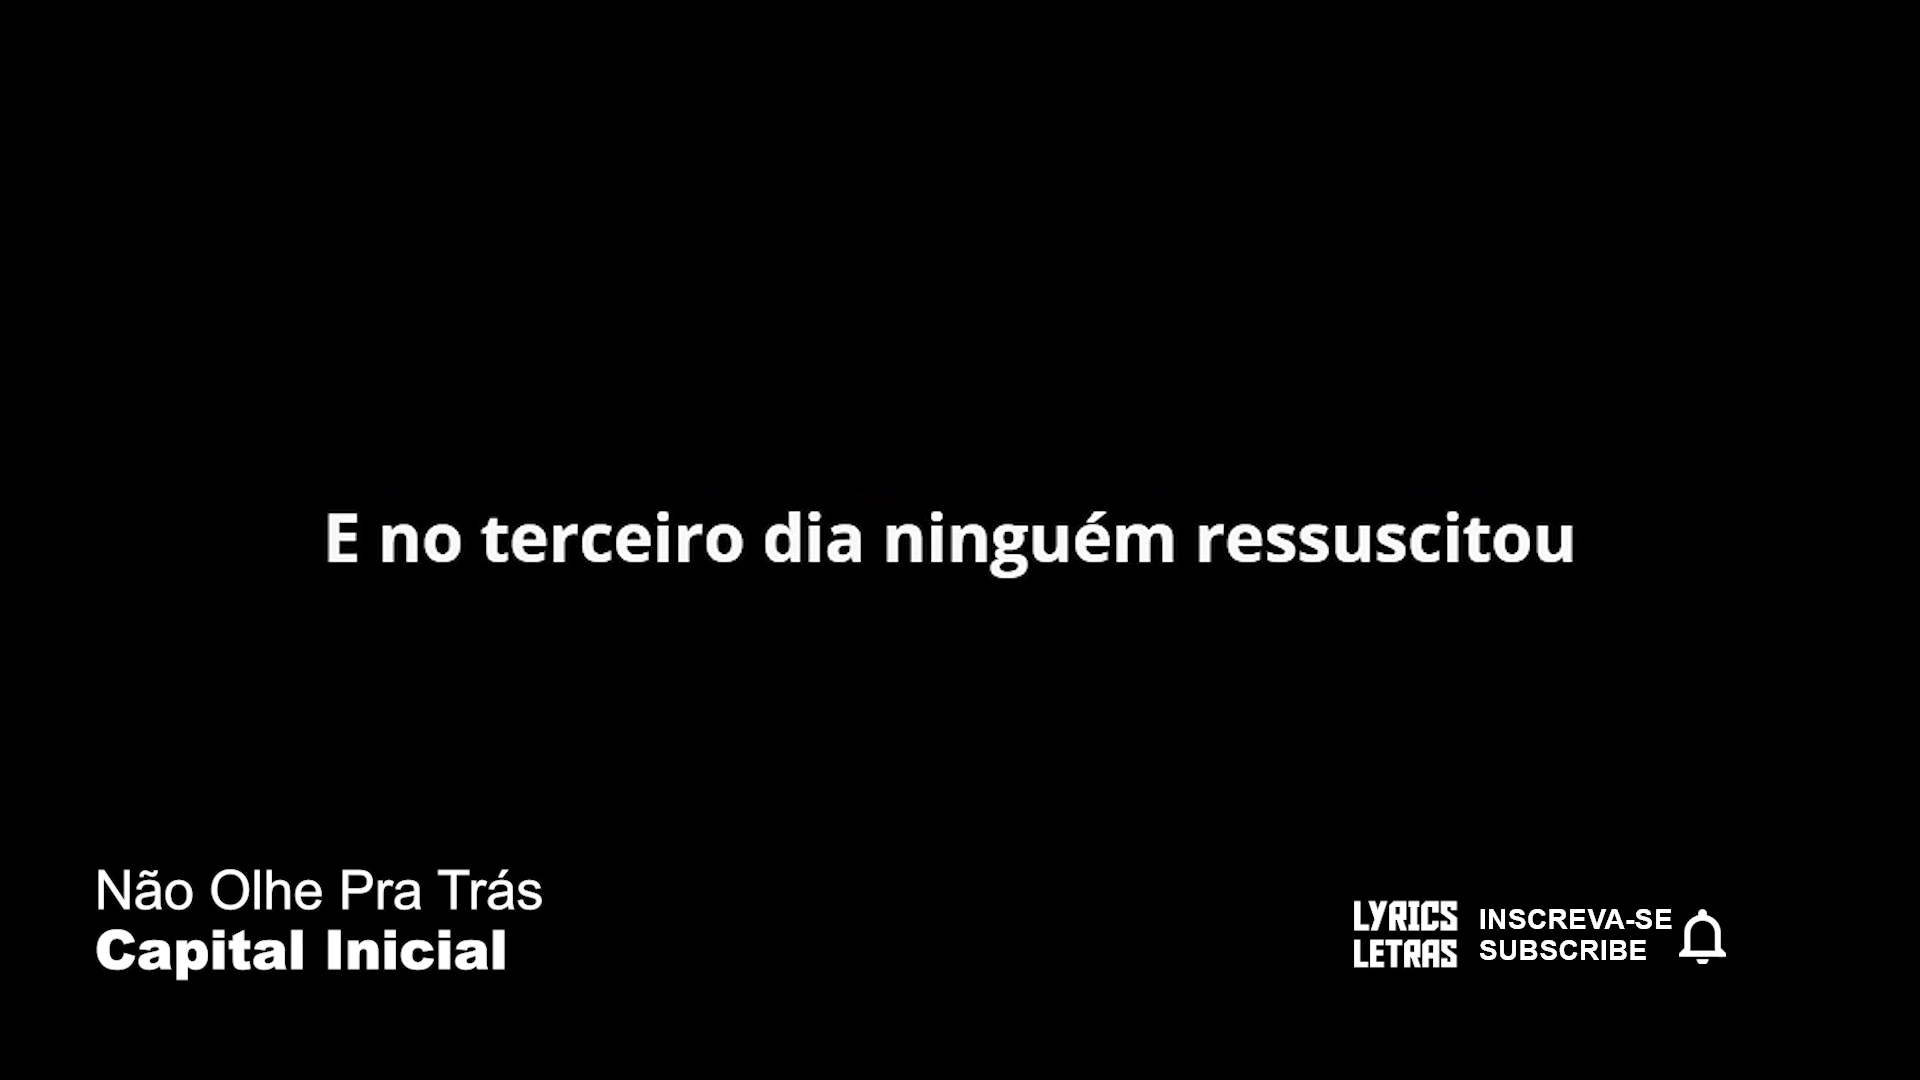 E no terceiro dia ninguém ressuscitou
Não Olhe Pra Trás
Capital Inicial
LYRICS
LETRAS
INSCREVA-SE
SUBSCRIBE